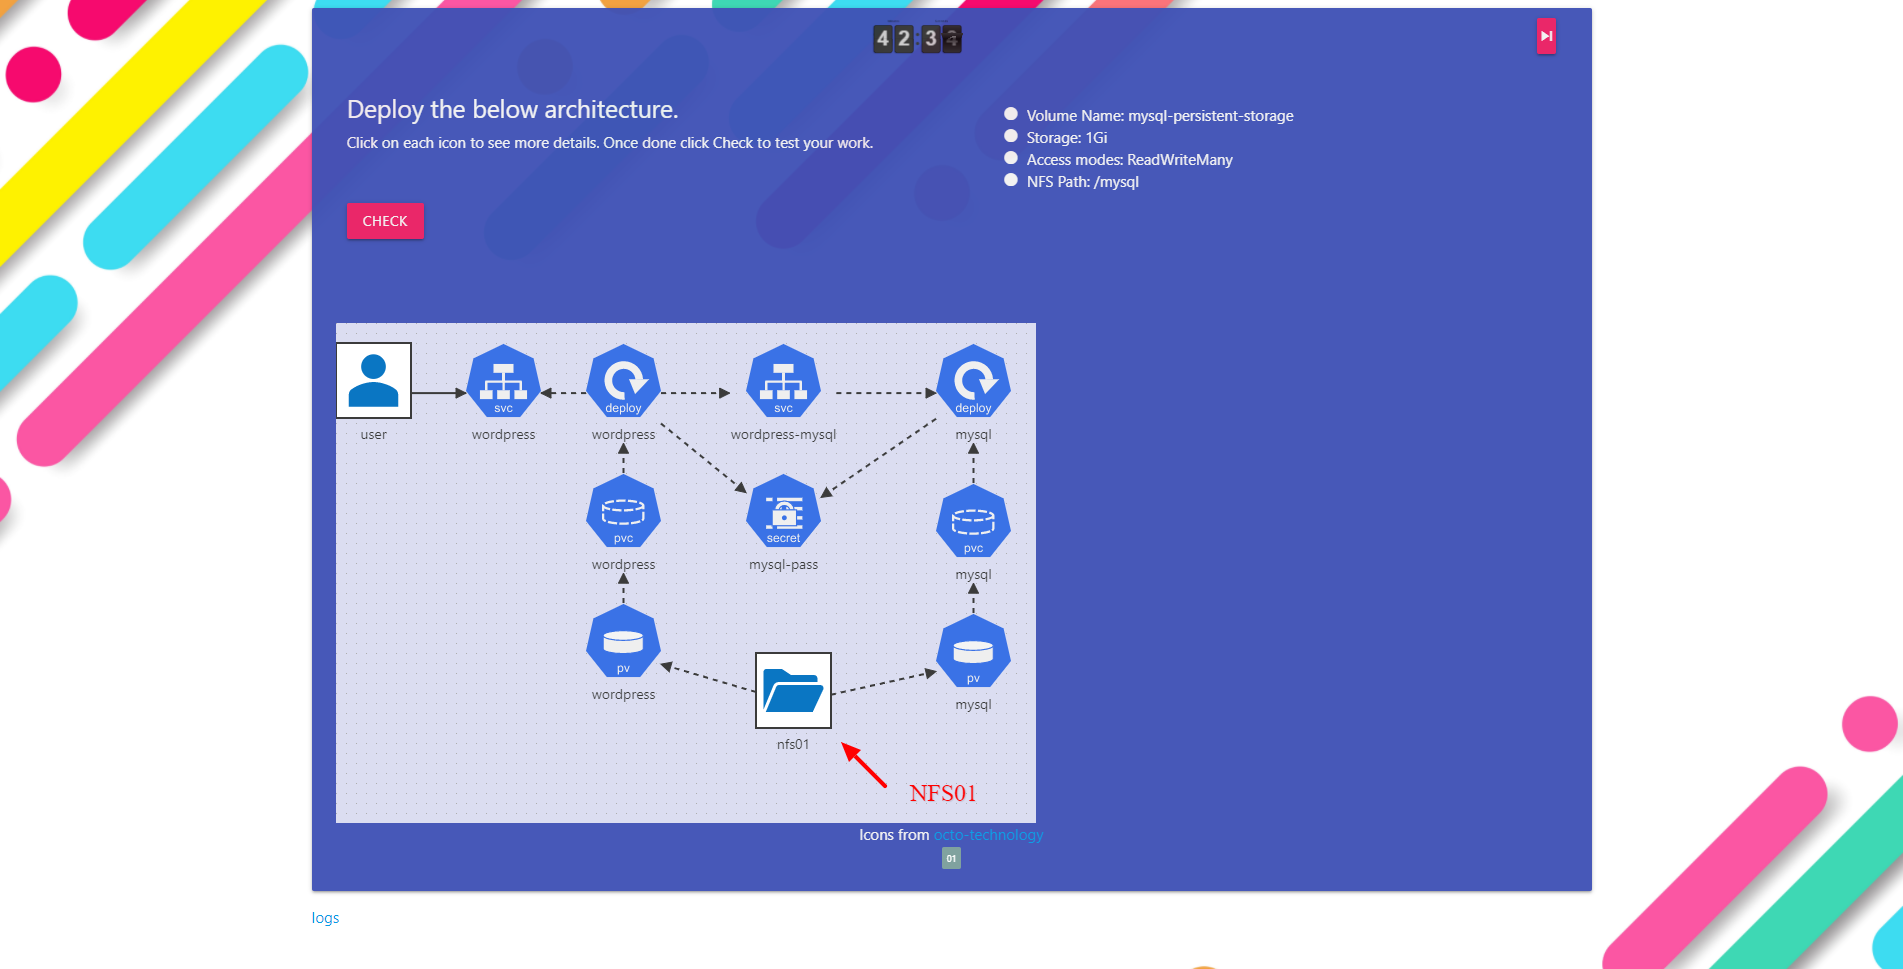 42:3
Deploy the below architecture.
Click on each icon to see more details. Once done click Check to test your work.
CHECK
Volume Name: mysql-persistent-storage
Storage: 1Gi
Access modes: ReadWriteMany
NFS Path: /mysql
svc
deploy
svc
deploy
user
wordpress
wordpress
wordpress-mysql
mysql
pvc
secret
pvc
wordpress
mysql-pass
mysql
pv
pv
wordpress
mysql
nfs01
NFS01
Icons from octo-technology
01
logs